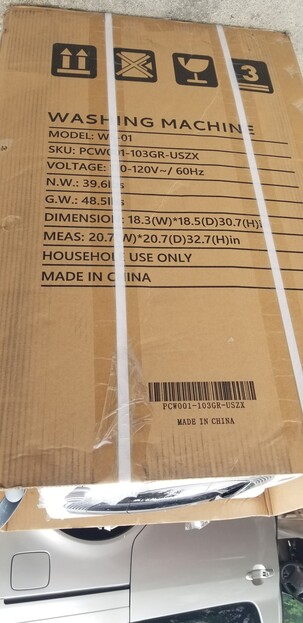 3
WASHING MACHINE
MODEL: W 01
SKU: PCW001-103GR-USZX
VOLTAGE: 0-120V~/ 60Hz
N.W.: 39.6lbs
G.W.: 48.5lbs
DIMENSION: 18.3(W)*18.5(D)30.7(H)i
MEAS: 20.7(W)*20.7(D)32.7(H)in
HOUSEHOLD USE ONLY
MADE IN CHINA
PCW001-103GR-USZX
MADE IN CHINA